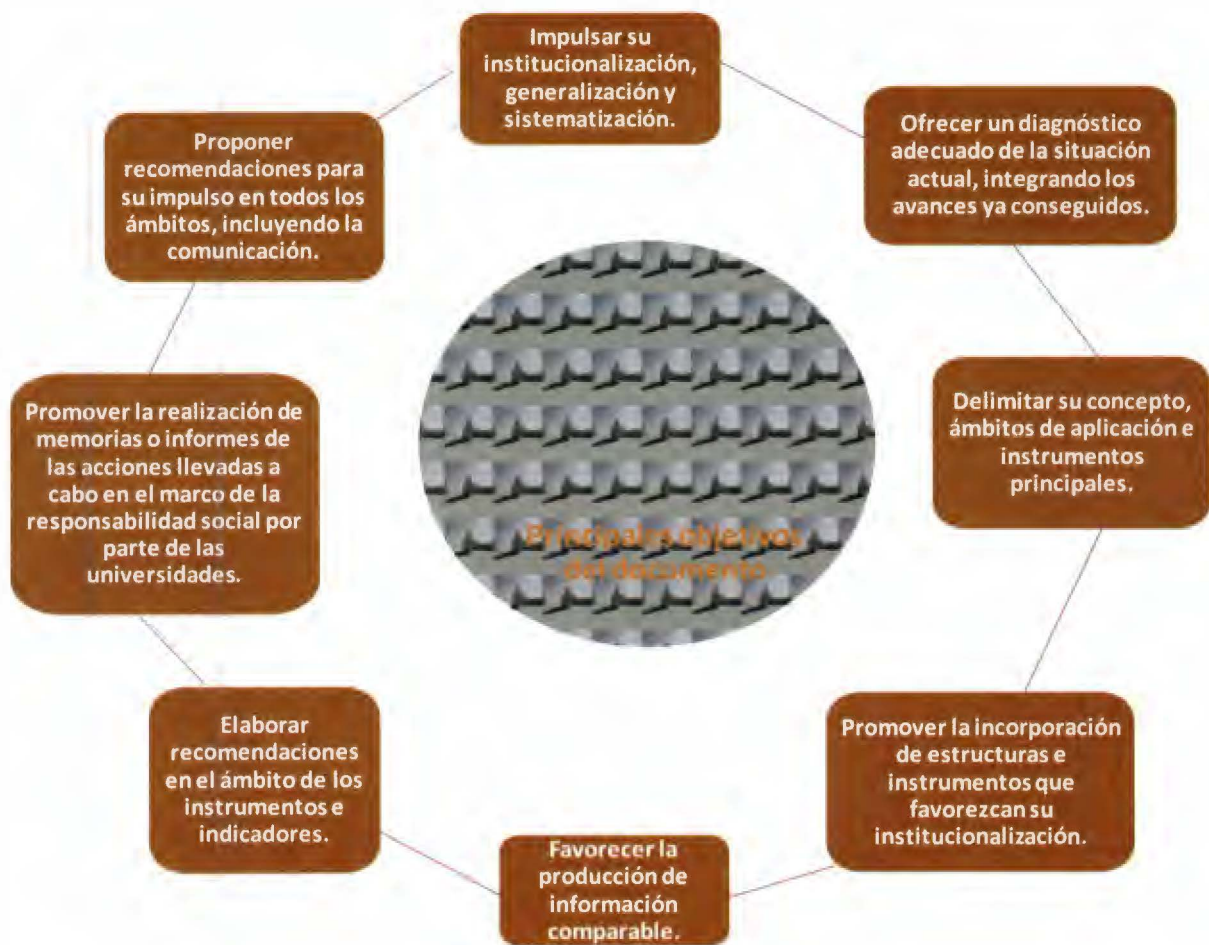 Impulsar su
institucionalización,
generalización y
sistematización.
Ofrecer un diagnóstico
adecuado de la situación
actual, integrando los
avances ya conseguidos.
Delimitar su concepto,
ámbitos de aplicación e
instrumentos
principales.
Promover la incorporación
de estructuras e
instrumentos que
favorezcan su
institucionalización.
Favorecer la
producción de
información
comparable.
Elaborar
recomendaciones
en el ámbito de los
instrumentos e
indicadores.
Promover la realización de
memorias o informes de
las acciones llevadas a
cabo en el marco de la
responsabilidad social por
parte de las
universidades.
Proponer
recomendaciones para
su impulso en todos los
ámbitos, incluyendo la
comunicación.
Principales objetivos
del documento